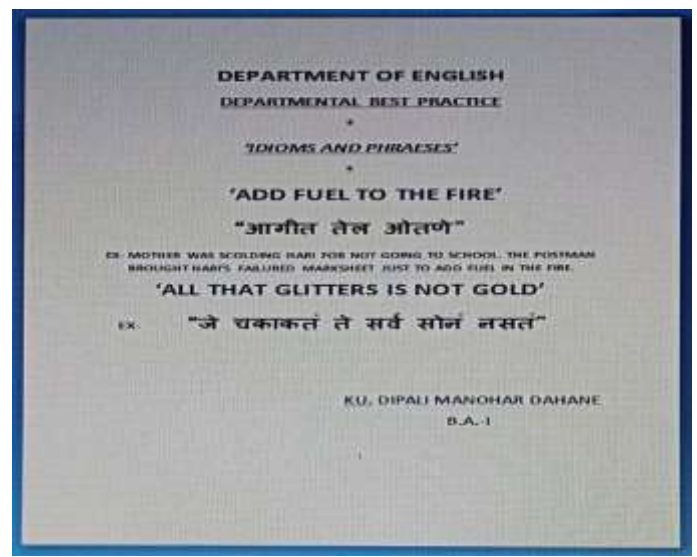 DEPARTMENT OF ENGLISH
DEPARTMENTAL BEST PRACTICE
*
'IDIOMS AND PHRAESES'
*
'ADD FUEL TO THE FIRE'
"आगीत तेल ओतणे"
EX- MOTHER WAS SCOLDING HARI FOR NOT GOING TO SCHOOL. THE POSTMAN
BROUGHT HARI'S FAILURED MARKSHEET JUST TO ADD FUEL IN THE FIRE.
'ALL THAT GLITTERS IS NOT GOLD'
EX- "जे चकाकतं ते सर्व सोनं नसतं"
KU. DIPALI MANOHAR DAHANE
B.A.-I